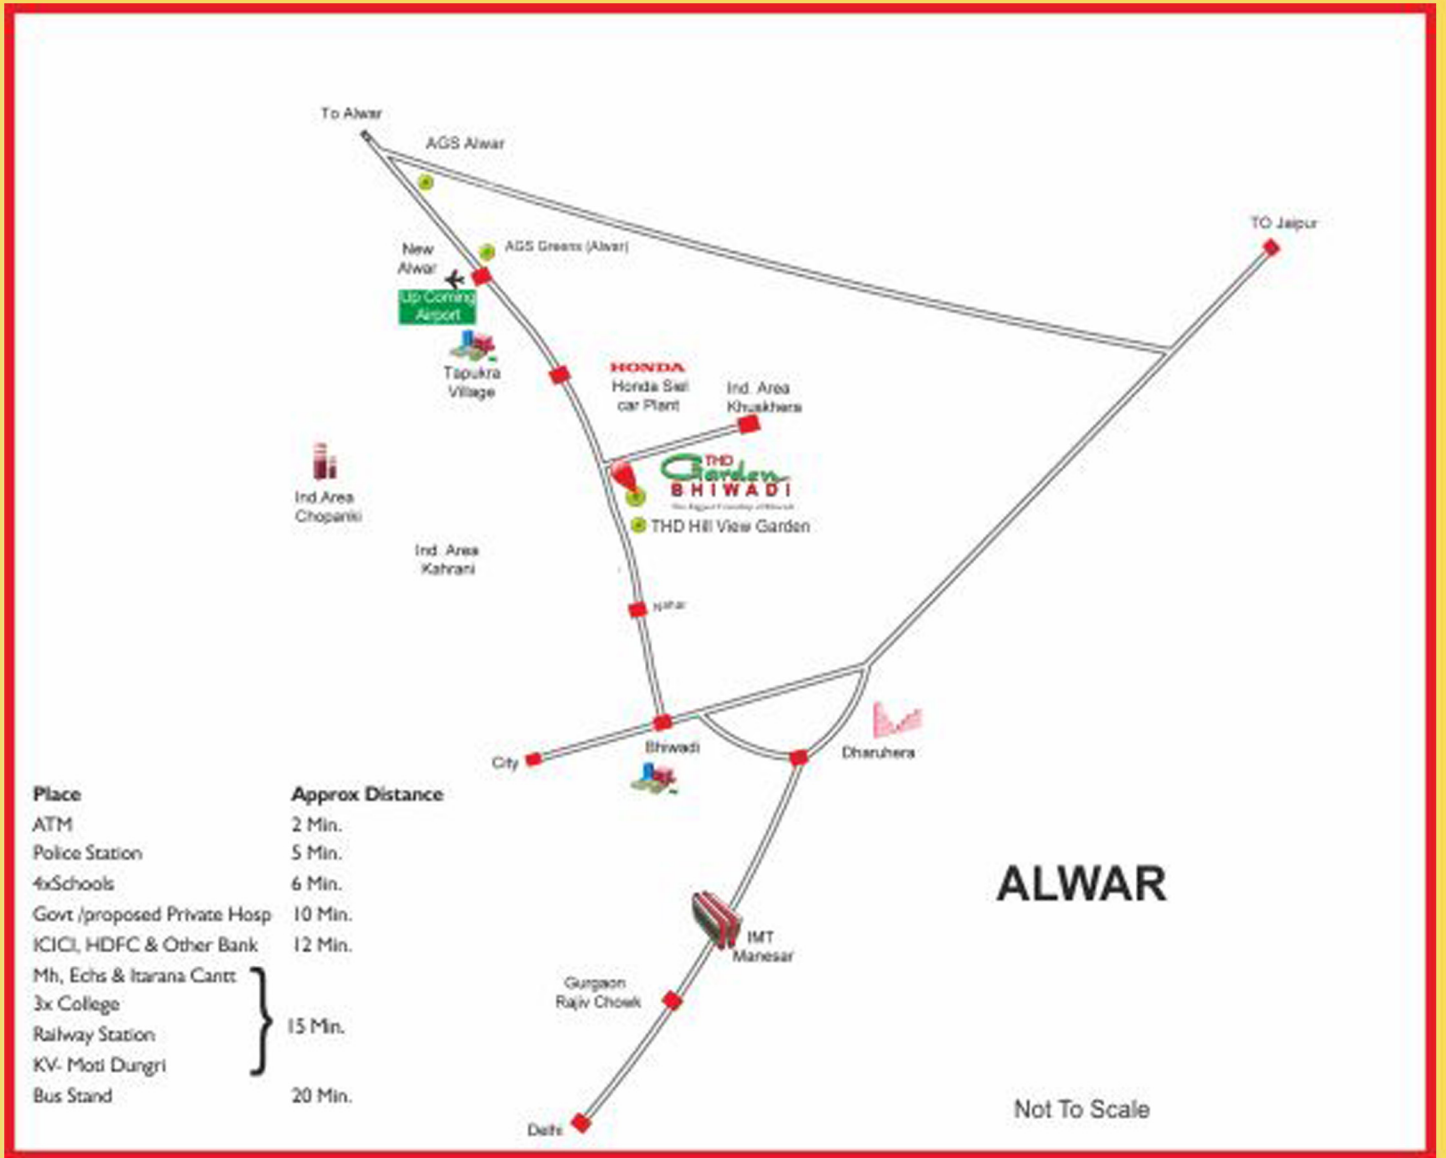 To Alwar
AGS Alwar
TO Jaipur
New
Alwar
AGS Greens (Alwar)
Up Coming
Airport
Tapukra
Village
HONDA
Honda Siel
car Plant
Ind. Area
Khuskhera
THD
Garden
BHIWADI
THD Hill View Garden
Ind.Area
Chopanki
Ind. Area
Kahrani
Bhiwadi
City
Dharuhera
Place Approx Distance
ATM 2 Min.
Police Station 5 Min.
4xSchools 6 Min.
Govt /proposed Private Hosp 10 Min.
ICICI, HDFC & Other Bank 12 Min.
Mh, Echs & Itarana Cantt
3x College
15 Min.
Railway Station
KV- Moti Dungri
Bus Stand 20 Min.
ALWAR
IMT
Manesar
Gurgaon
Rajiv Chowk
Delhi
Not To Scale